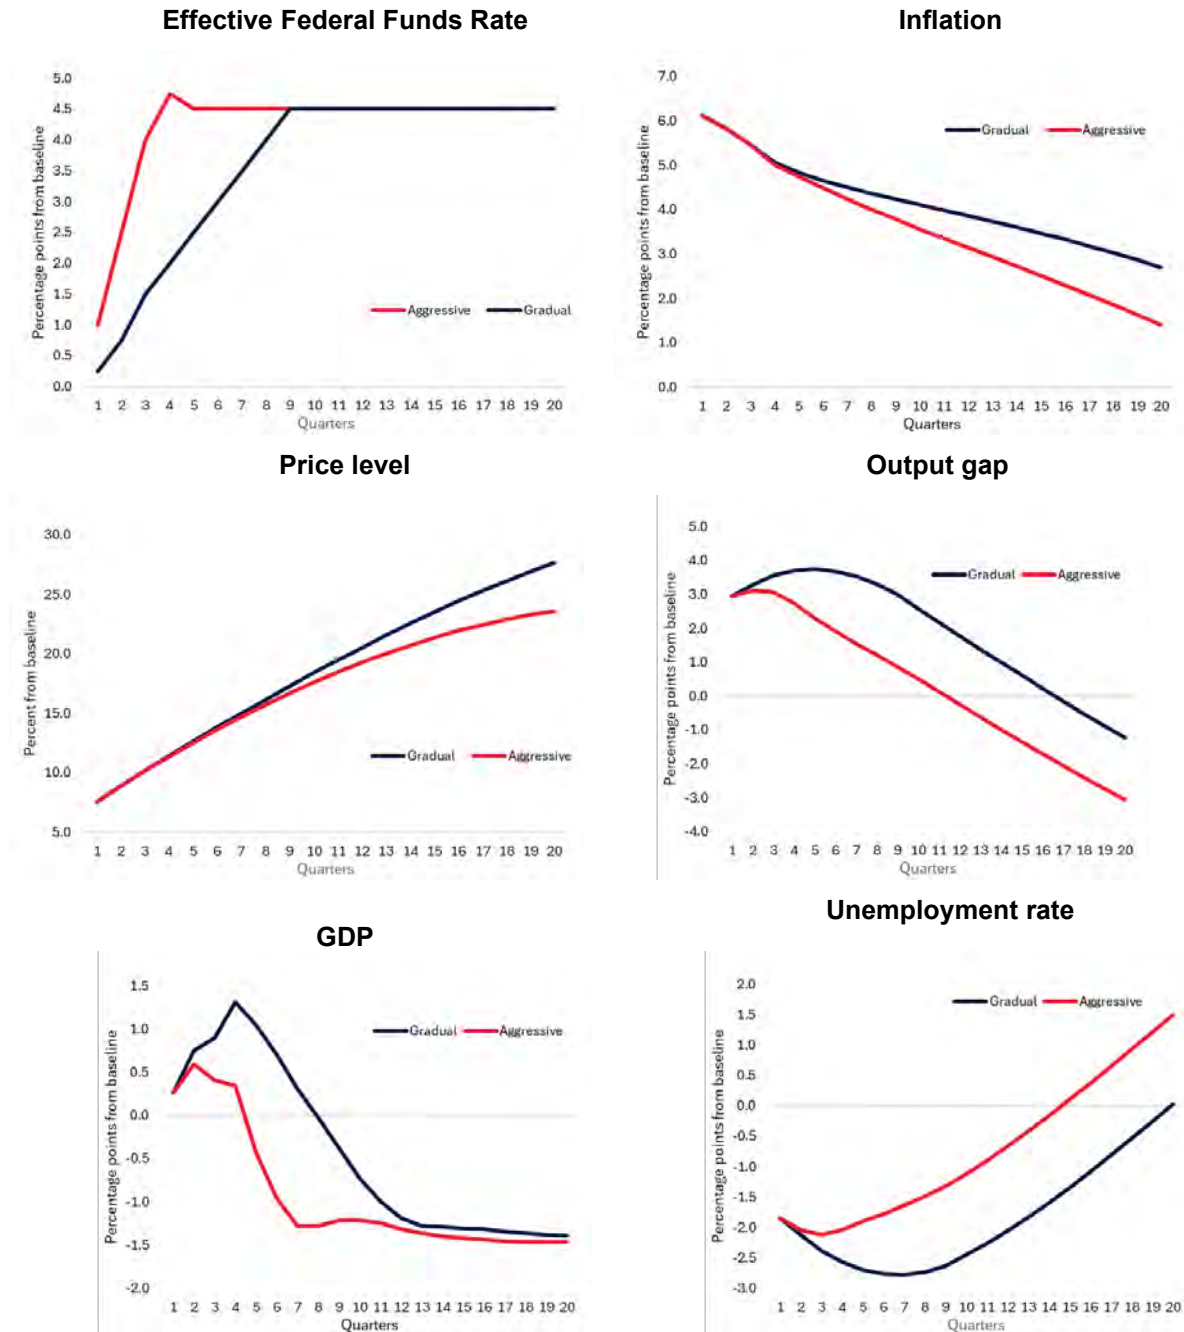 Effective Federal Funds Rate
Percentage points from baseline
5.0
4.5
4.0
3.5
3.0
2.5
2.0
1.5
1.0
0.5
0.0
Aggressive Gradual
1 2 3 4 5 6 7 8 9 10 11 12 13 14 15 16 17 18 19 20
Quarters
Inflation
Percentage points from baseline
7.0
6.0
5.0
4.0
3.0
2.0
1.0
0.0
Gradual Aggressive
1 2 3 4 5 6 7 8 9 10 11 12 13 14 15 16 17 18 19 20
Quarters
Price level
Percent from baseline
30.0
25.0
20.0
15.0
10.0
5.0
Gradual Aggressive
1 2 3 4 5 6 7 8 9 10 11 12 13 14 15 16 17 18 19 20
Quarters
Output gap
Percentage points from baseline
5.0
4.0
3.0
2.0
1.0
0.0
-1.0
-2.0
-3.0
-4.0
Gradual Aggressive
1 2 3 4 5 6 7 8 9 10 11 12 13 14 15 16 17 18 19 20
Quarters
GDP
Percentage points from baseline
1.5
1.0
0.5
0.0
-0.5
-1.0
-1.5
-2.0
Gradual Aggressive
1 2 3 4 5 6 7 8 9 10 11 12 13 14 15 16 17 18 19 20
Quarters
Unemployment rate
Percentage points from baseline
2.0
1.5
1.0
0.5
0.0
-0.5
-1.0
-1.5
-2.0
-2.5
-3.0
Gradual Aggressive
1 2 3 4 5 6 7 8 9 10 11 12 13 14 15 16 17 18 19 20
Quarters